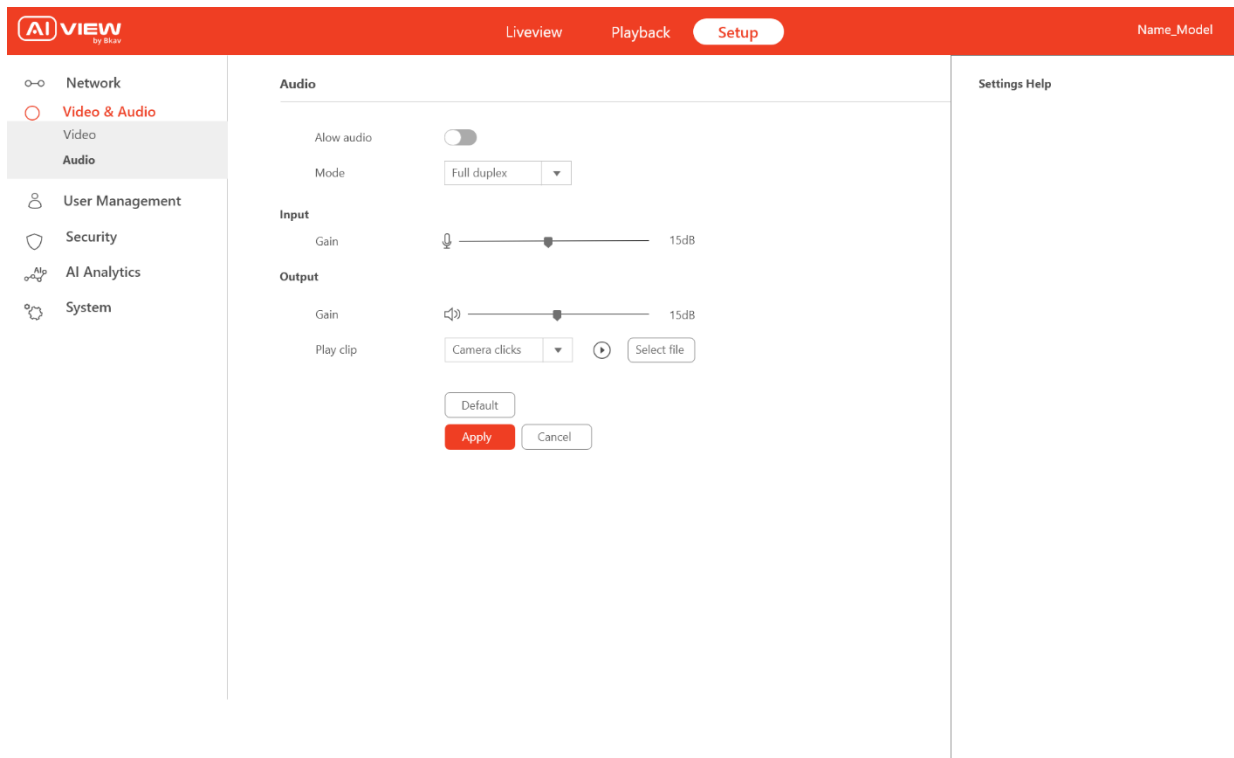 AI VIEW
by Bkav
Liveview Playback Setup
Name_Model
Network
Video & Audio
Video
Audio
User Management
Security
AI Analytics
System
Audio
Alow audio
Mode Full duplex
Input
Gain 15dB
Output
Gain 15dB
Play clip Camera clicks Select file
Default
Apply Cancel
Settings Help